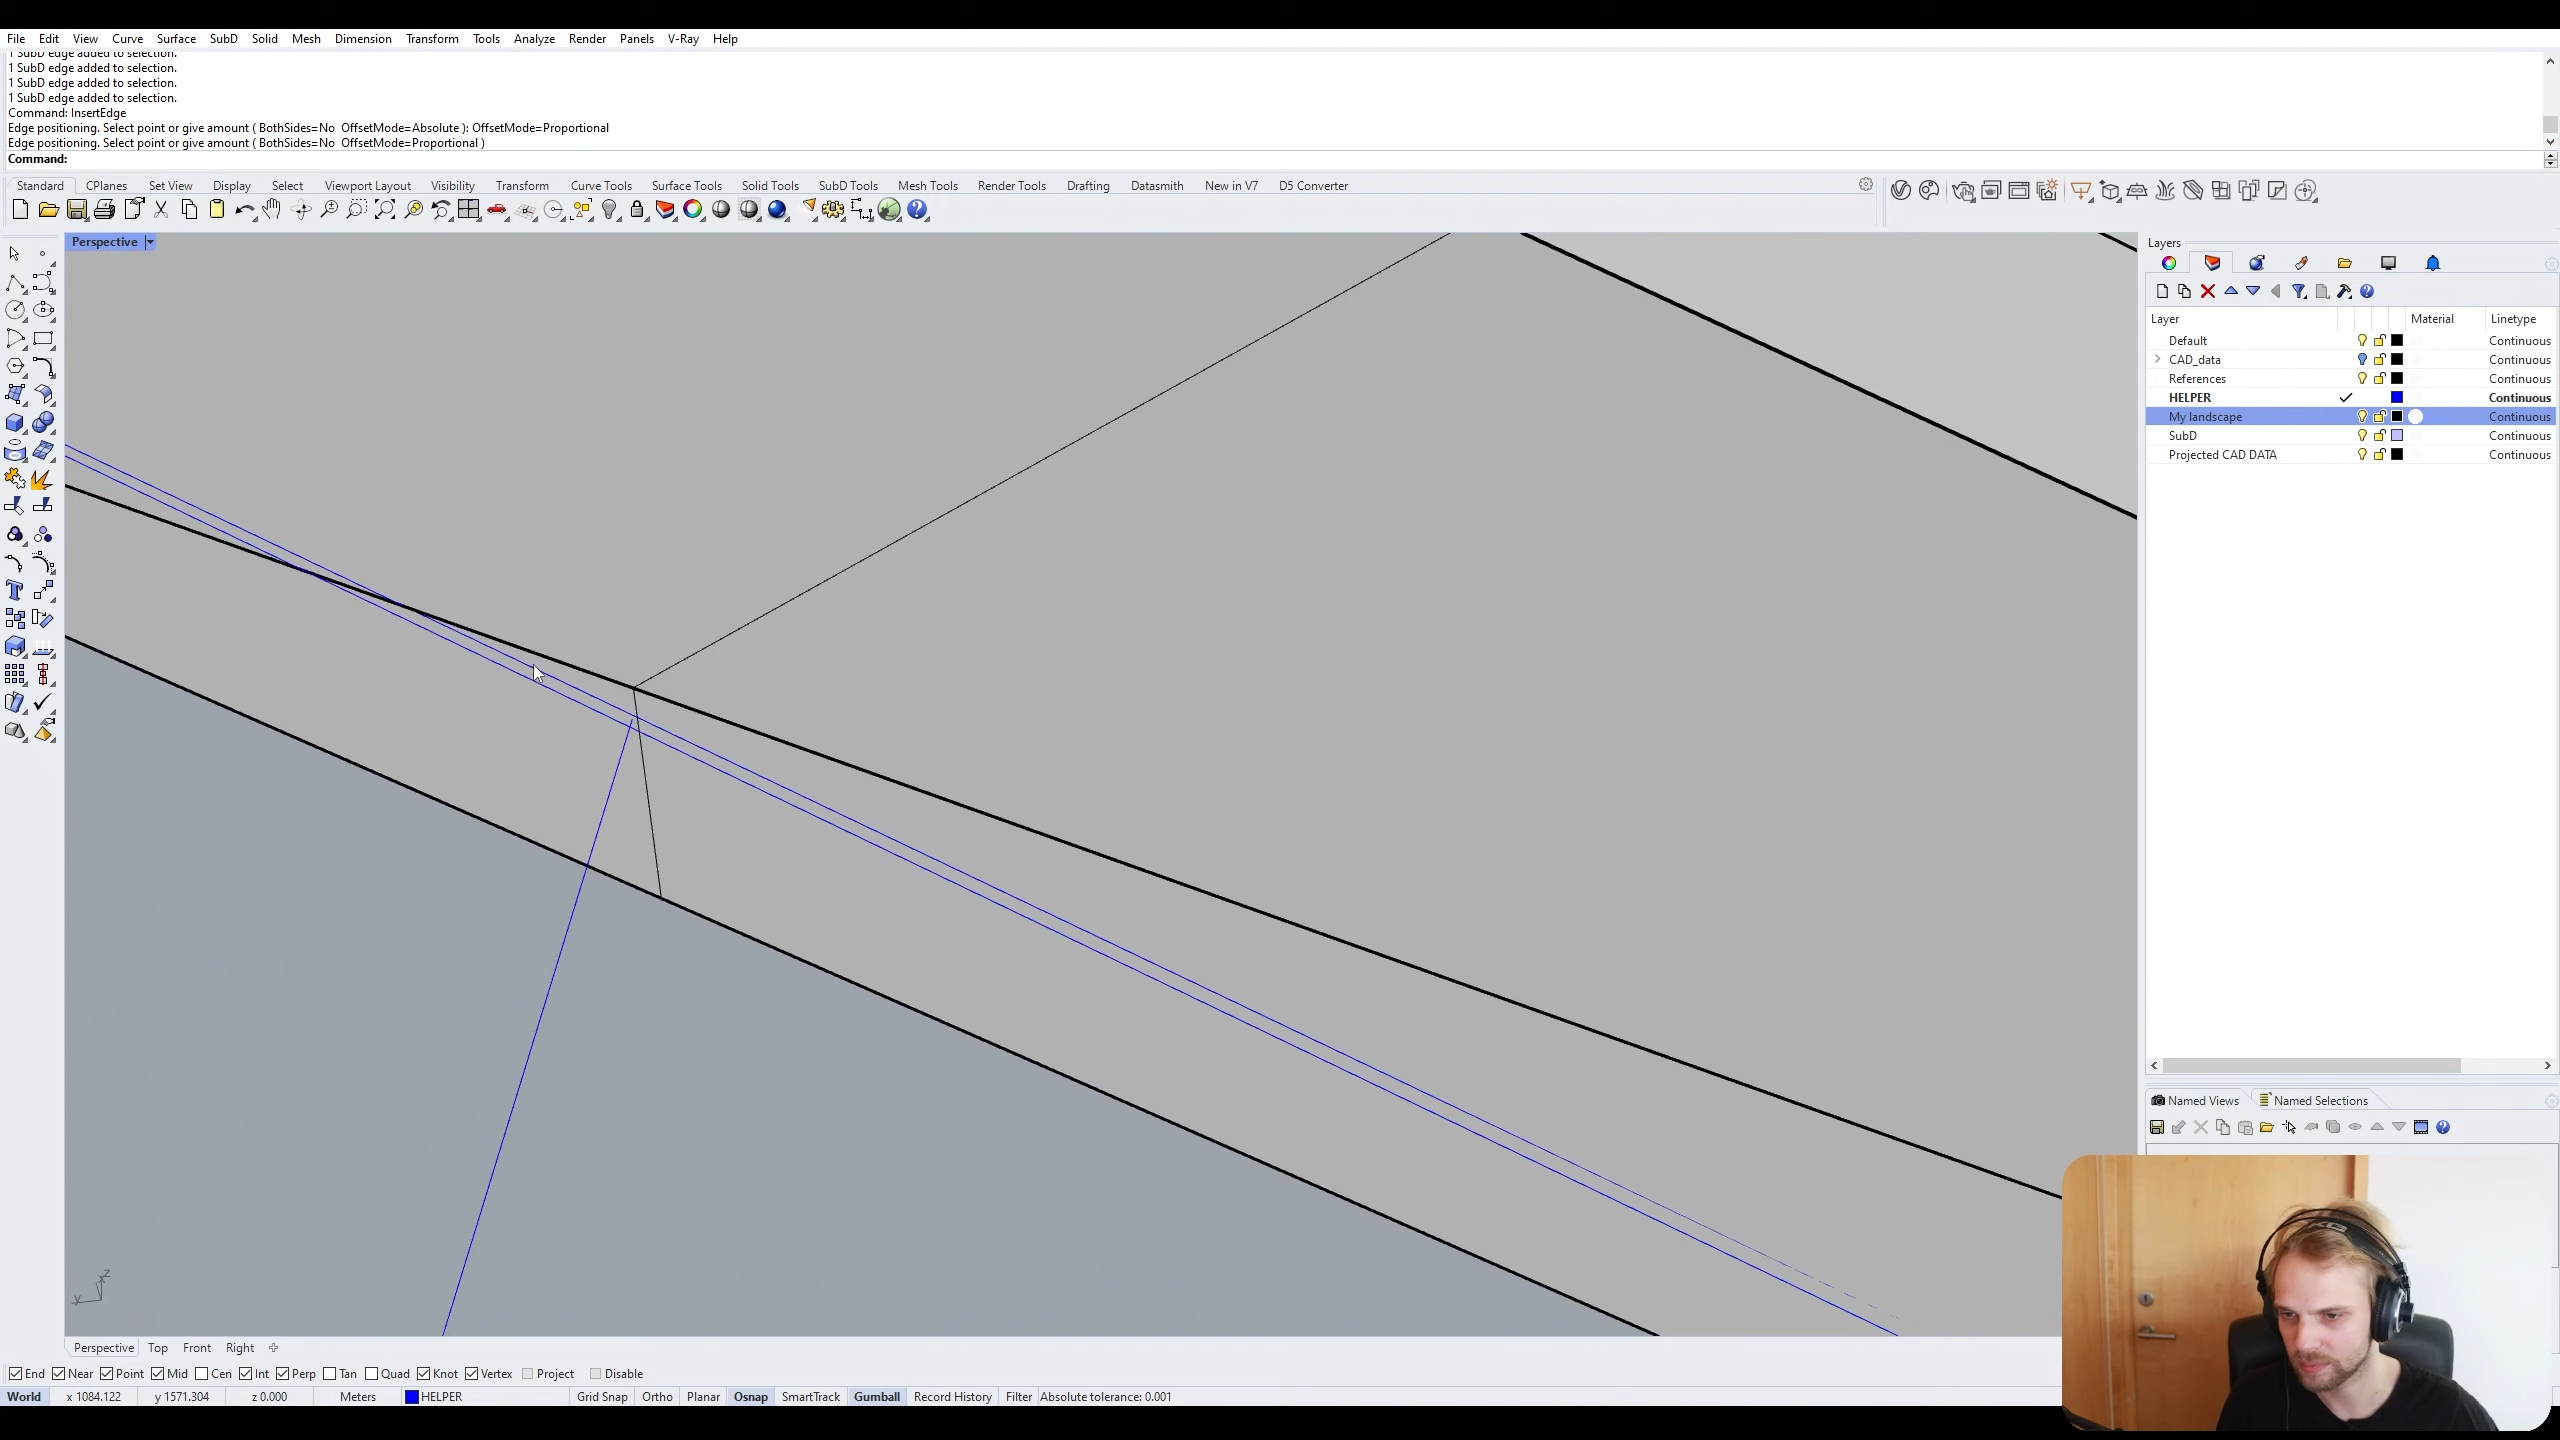 File Edit View Curve Surface SubD Solid Mesh Dimension Transform Tools Analyze Render Panels V-Ray Help
1 SubD edge added to selection.
1 SubD edge added to selection.
1 SubD edge added to selection.
1 SubD edge added to selection.
Command: InsertEdge
Edge positioning. Select point or give amount ( BothSides=No OffsetMode=Absolute ): OffsetMode=Proportional
Edge positioning. Select point or give amount ( BothSides=No OffsetMode=Proportional )
Command:
Standard CPlanes Set View Display Select Viewport Layout Visibility Transform Curve Tools Surface Tools Solid Tools SubD Tools Mesh Tools Render Tools Drafting Datasmith New in V7 D5 Converter
Perspective
Layers
Layer Material Linetype
Default Continuous
CAD_data Continuous
References Continuous
HELPER Continuous
My landscape Continuous
SubD Continuous
Projected CAD DATA Continuous
Named Views Named Selections
z
x
y
Perspective Top Front Right
End Near Point Mid Cen Int Perp Tan Quad Knot Vertex Project Disable
World x 1084.122 y 1571.304 z 0.000 Meters HELPER Grid Snap Ortho Planar Osnap SmartTrack Gumball Record History Filter Absolute tolerance: 0.001